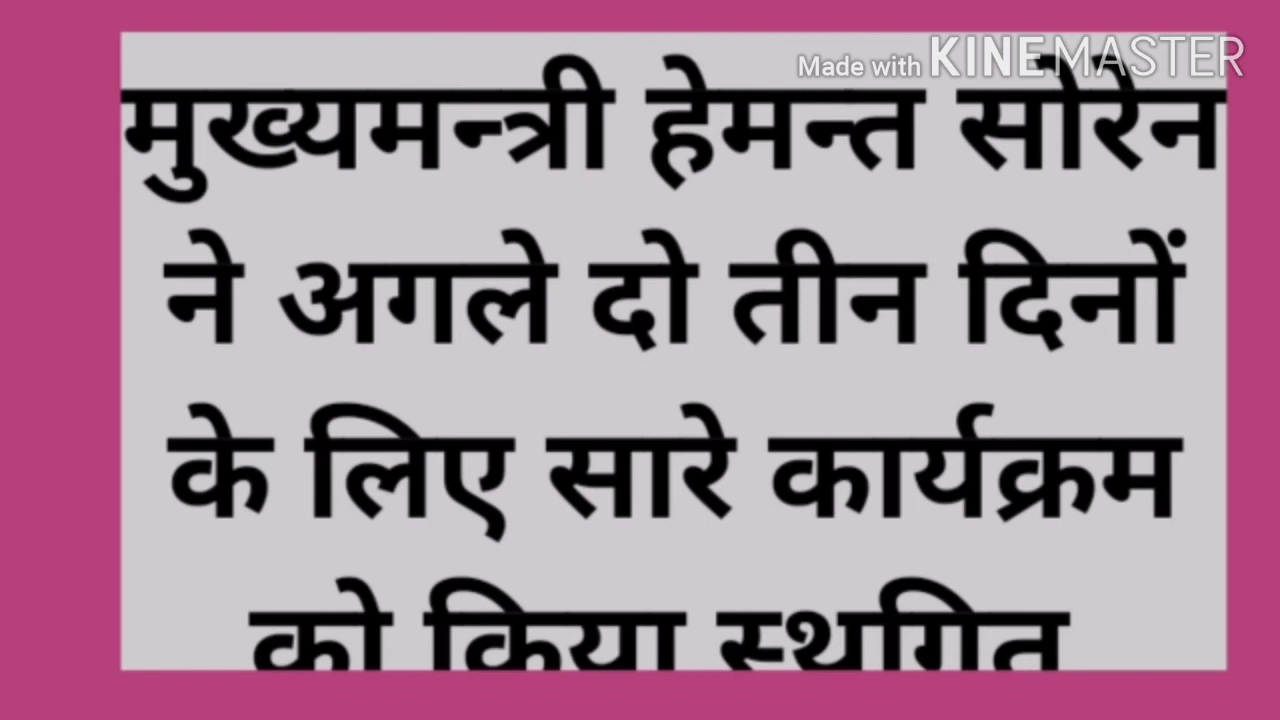 Made with KINEMASTER
मुख्यमन्त्री हेमन्त सोरेन
ने अगले दो तीन दिनों
के लिए सारे कार्यक्रम
को किया स्थगित